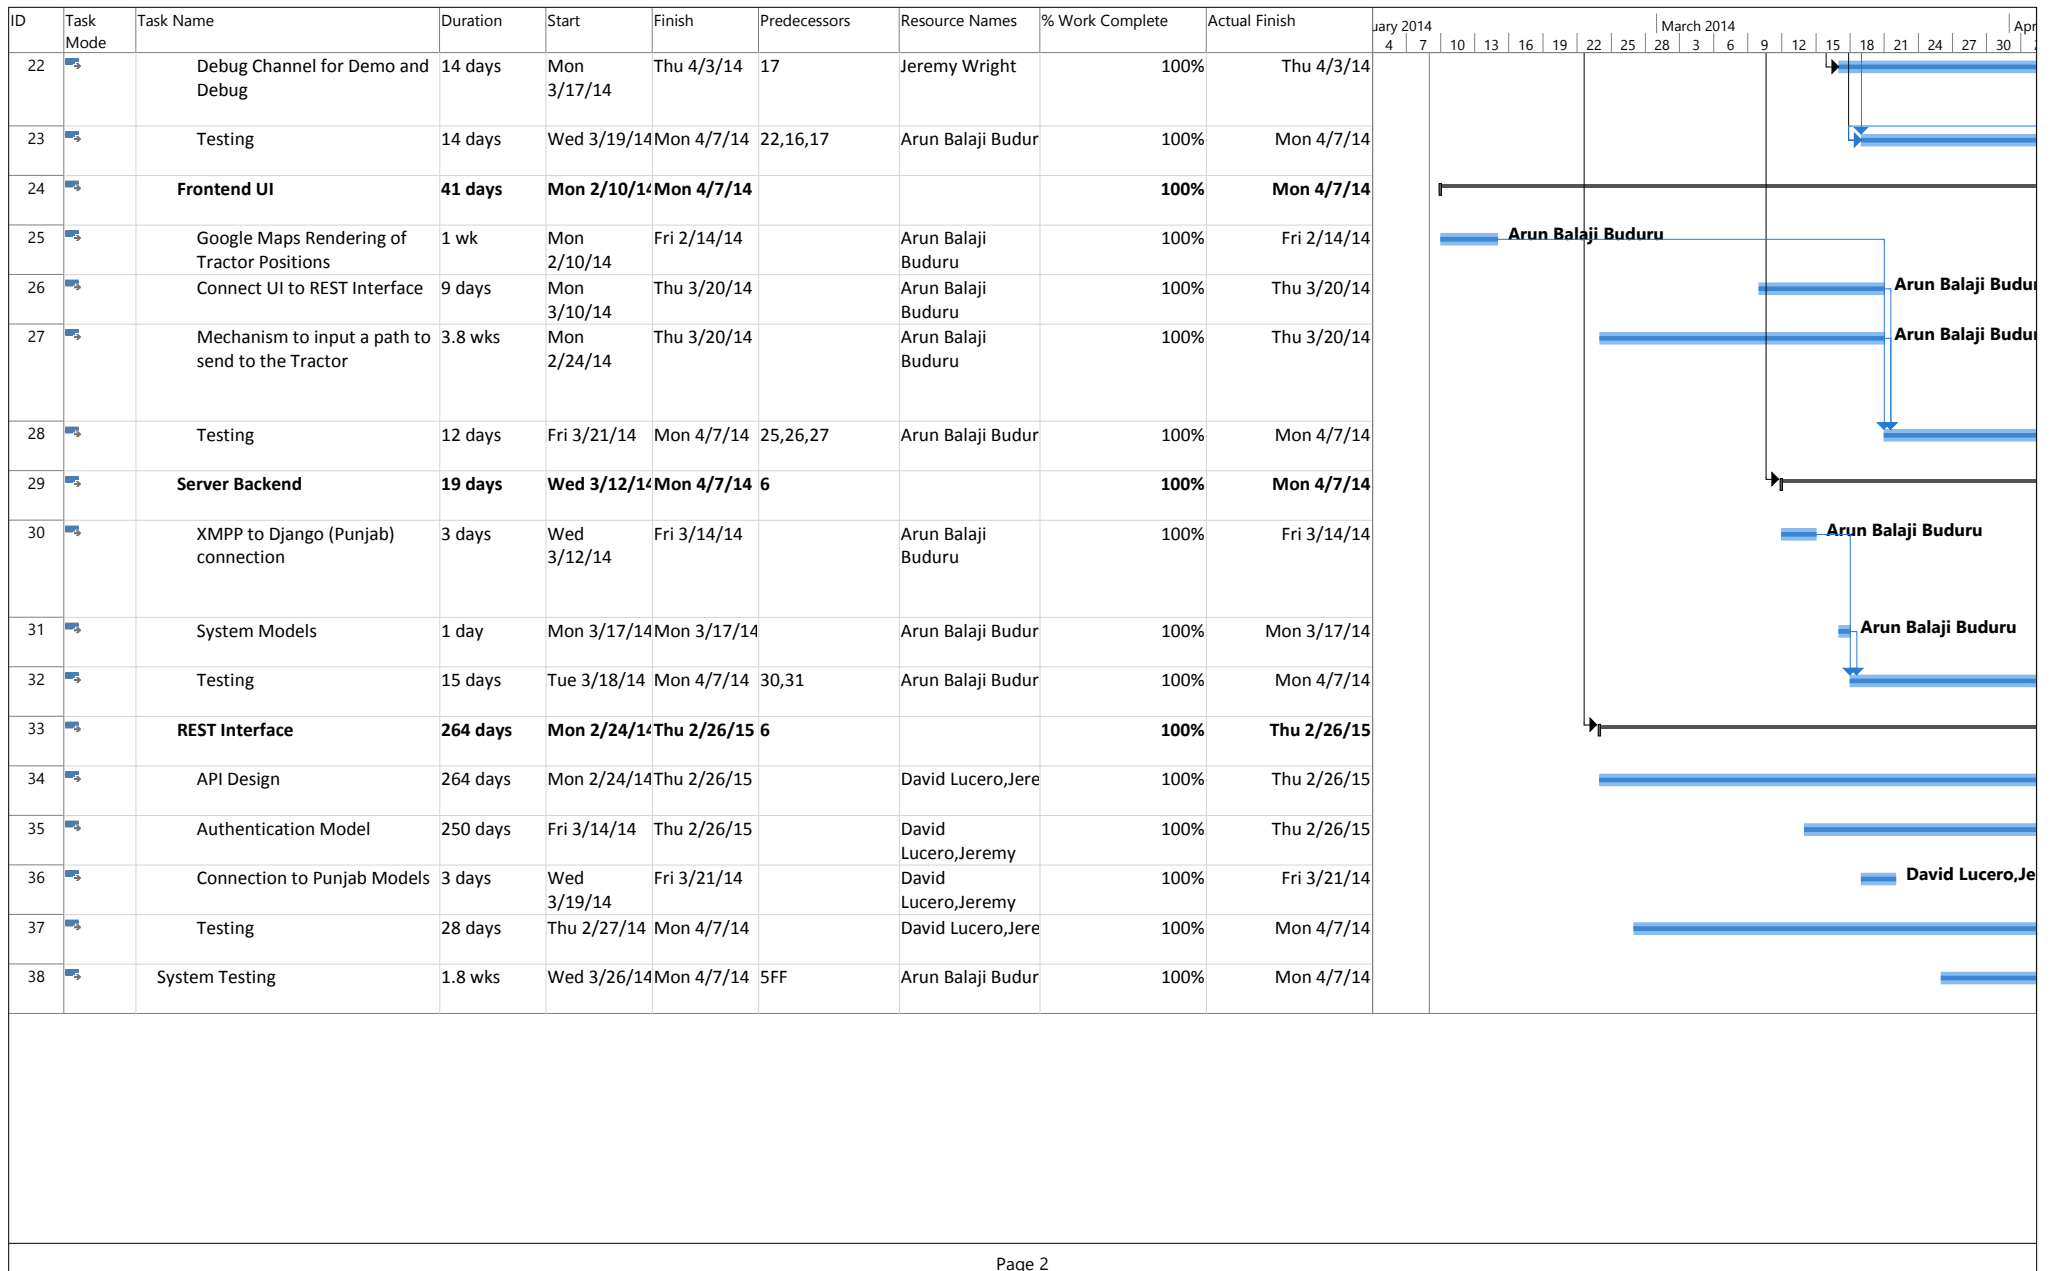 ID Task Mode Task Name Duration Start Finish Predecessors Resource Names % Work Complete Actual Finish
uary 2014 March 2014 Apr
4 7 10 13 16 19 22 25 28 3 6 9 12 15 18 21 24 27 30
22 Debug Channel for Demo and Debug 14 days Mon 3/17/14 Thu 4/3/14 17 Jeremy Wright 100% Thu 4/3/14
23 Testing 14 days Wed 3/19/14 Mon 4/7/14 22,16,17 Arun Balaji Budur 100% Mon 4/7/14
24 Frontend UI 41 days Mon 2/10/14 Mon 4/7/14 100% Mon 4/7/14
25 Google Maps Rendering of Tractor Positions 1 wk Mon 2/10/14 Fri 2/14/14 Arun Balaji Buduru 100% Fri 2/14/14 Arun Balaji Buduru
26 Connect UI to REST Interface 9 days Mon 3/10/14 Thu 3/20/14 Arun Balaji Buduru 100% Thu 3/20/14 Arun Balaji Budur
27 Mechanism to input a path to send to the Tractor 3.8 wks Mon 2/24/14 Thu 3/20/14 Arun Balaji Buduru 100% Thu 3/20/14 Arun Balaji Budur
28 Testing 12 days Fri 3/21/14 Mon 4/7/14 25,26,27 Arun Balaji Budur 100% Mon 4/7/14
29 Server Backend 19 days Wed 3/12/14 Mon 4/7/14 6 100% Mon 4/7/14
30 XMPP to Django (Punjab) connection 3 days Wed 3/12/14 Fri 3/14/14 Arun Balaji Buduru 100% Fri 3/14/14 Arun Balaji Buduru
31 System Models 1 day Mon 3/17/14 Mon 3/17/14 Arun Balaji Budur 100% Mon 3/17/14 Arun Balaji Buduru
32 Testing 15 days Tue 3/18/14 Mon 4/7/14 30,31 Arun Balaji Budur 100% Mon 4/7/14
33 REST Interface 264 days Mon 2/24/14 Thu 2/26/15 6 100% Thu 2/26/15
34 API Design 264 days Mon 2/24/14 Thu 2/26/15 David Lucero,Jere 100% Thu 2/26/15
35 Authentication Model 250 days Fri 3/14/14 Thu 2/26/15 David Lucero,Jeremy 100% Thu 2/26/15
36 Connection to Punjab Models 3 days Wed 3/19/14 Fri 3/21/14 David Lucero,Jeremy 100% Fri 3/21/14 David Lucero,Je
37 Testing 28 days Thu 2/27/14 Mon 4/7/14 David Lucero,Jere 100% Mon 4/7/14
38 System Testing 1.8 wks Wed 3/26/14 Mon 4/7/14 5FF Arun Balaji Budur 100% Mon 4/7/14
Page 2